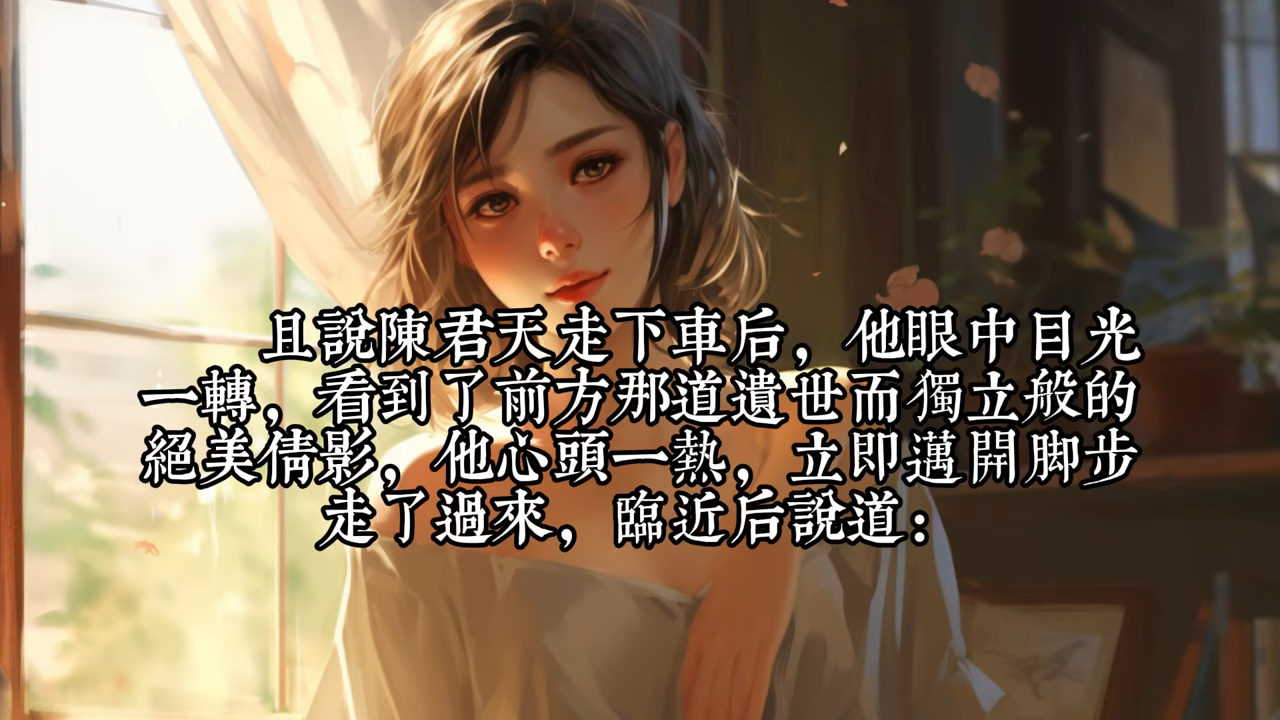 且說陳君天走下車后，他眼中目光
一轉，看到了前方那道遺世而獨立般的
絕美倩影，他心頭一熱，立即邁開脚步
走了過來，臨近后說道：